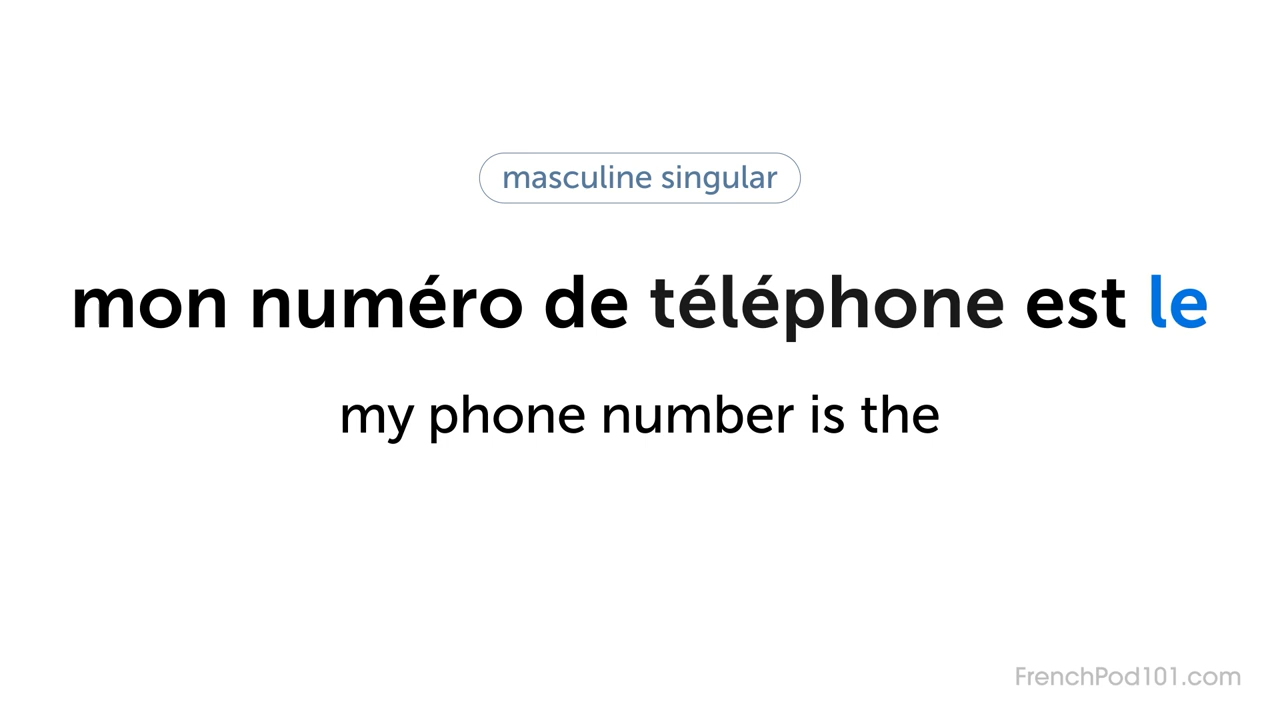 masculine singular
mon numéro de téléphone est le
my phone number is the
FrenchPod101.com